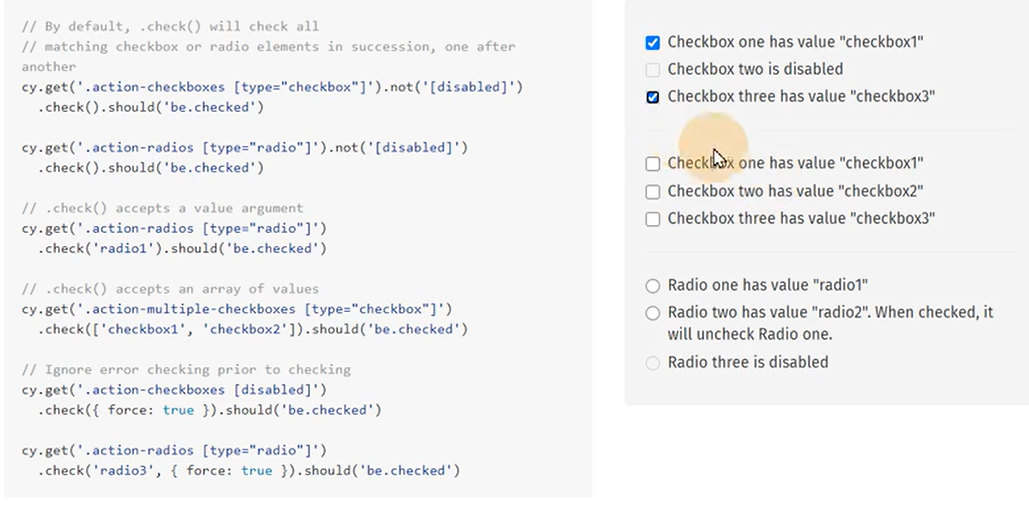 // By default, .check() will check all
// matching checkbox or radio elements in succession, one after
another
cy.get('.action-checkboxes [type="checkbox"]').not('[disabled]')
.check().should('be.checked')
cy.get('.action-radios [type="radio"]').not('[disabled]')
.check().should('be.checked')
// .check() accepts a value argument
cy.get('.action-radios [type="radio"]')
.check('radio1').should('be.checked')
// .check() accepts an array of values
cy.get('.action-multiple-checkboxes [type="checkbox"]')
.check(['checkbox1', 'checkbox2']).should('be.checked')
// Ignore error checking prior to checking
cy.get('.action-checkboxes [disabled]')
.check({ force: true }).should('be.checked')
cy.get('.action-radios [type="radio"]')
.check('radio3', { force: true }).should('be.checked')
Checkbox one has value "checkbox1"
Checkbox two is disabled
Checkbox three has value "checkbox3"
Checkbox one has value "checkbox1"
Checkbox two has value "checkbox2"
Checkbox three has value "checkbox3"
Radio one has value "radio1"
Radio two has value "radio2". When checked, it
will uncheck Radio one.
Radio three is disabled